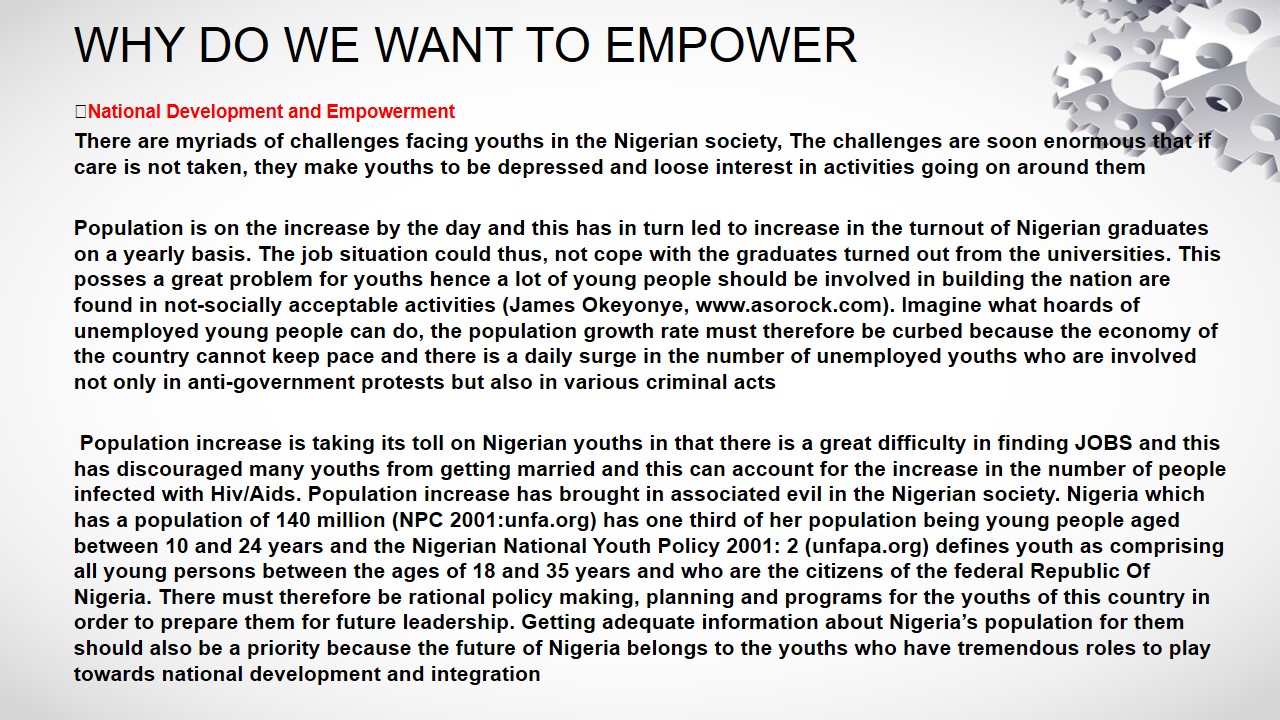 WHY DO WE WANT TO EMPOWER
National Development and Empowerment
There are myriads of challenges facing youths in the Nigerian society, The challenges are soon enormous that if
care is not taken, they make youths to be depressed and loose interest in activities going on around them
Population is on the increase by the day and this has in turn led to increase in the turnout of Nigerian graduates
on a yearly basis. The job situation could thus, not cope with the graduates turned out from the universities. This
posses a great problem for youths hence a lot of young people should be involved in building the nation are
found in not-socially acceptable activities (James Okeyonye, www.asorock.com). Imagine what hoards of
unemployed young people can do, the population growth rate must therefore be curbed because the economy of
the country cannot keep pace and there is a daily surge in the number of unemployed youths who are involved
not only in anti-government protests but also in various criminal acts
Population increase is taking its toll on Nigerian youths in that there is a great difficulty in finding JOBS and this
has discouraged many youths from getting married and this can account for the increase in the number of people
infected with Hiv/Aids. Population increase has brought in associated evil in the Nigerian society. Nigeria which
has a population of 140 million (NPC 2001:unfa.org) has one third of her population being young people aged
between 10 and 24 years and the Nigerian National Youth Policy 2001: 2 (unfapa.org) defines youth as comprising
all young persons between the ages of 18 and 35 years and who are the citizens of the federal Republic Of
Nigeria. There must therefore be rational policy making, planning and programs for the youths of this country in
order to prepare them for future leadership. Getting adequate information about Nigeria’s population for them
should also be a priority because the future of Nigeria belongs to the youths who have tremendous roles to play
towards national development and integration